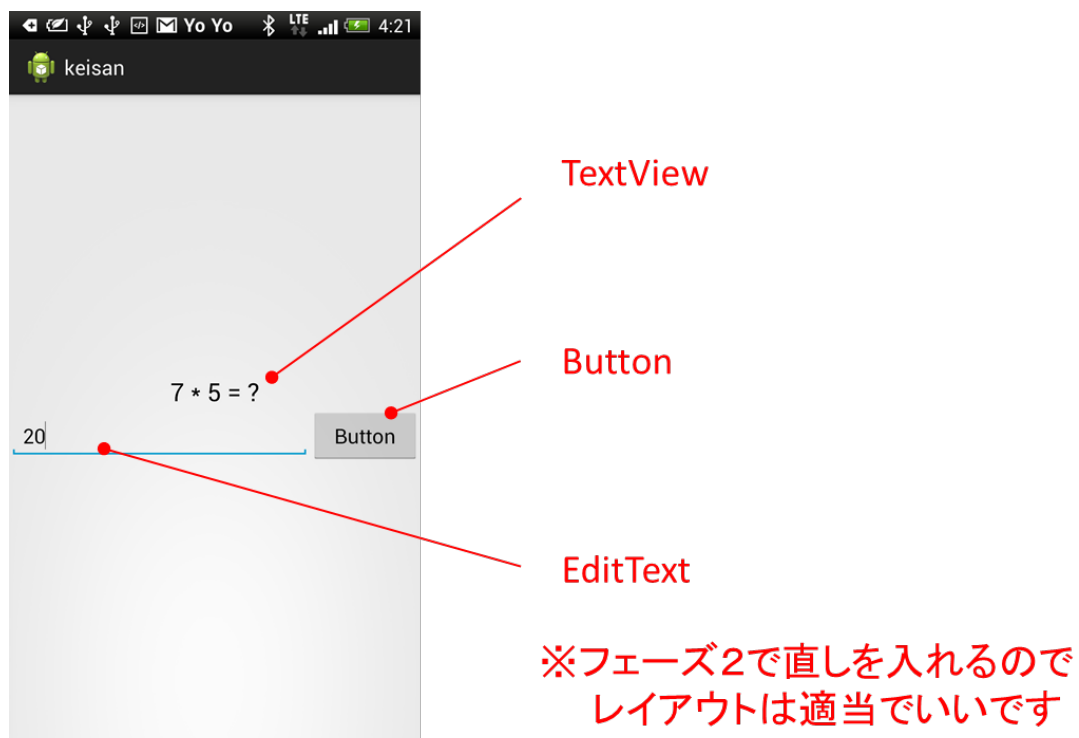 Yo Yo LTE 4:21
keisan
TextView
Button
7 * 5 = ?
20
Button
EditText
※フェーズ２で直しを入れるので
レイアウトは適当でいいです